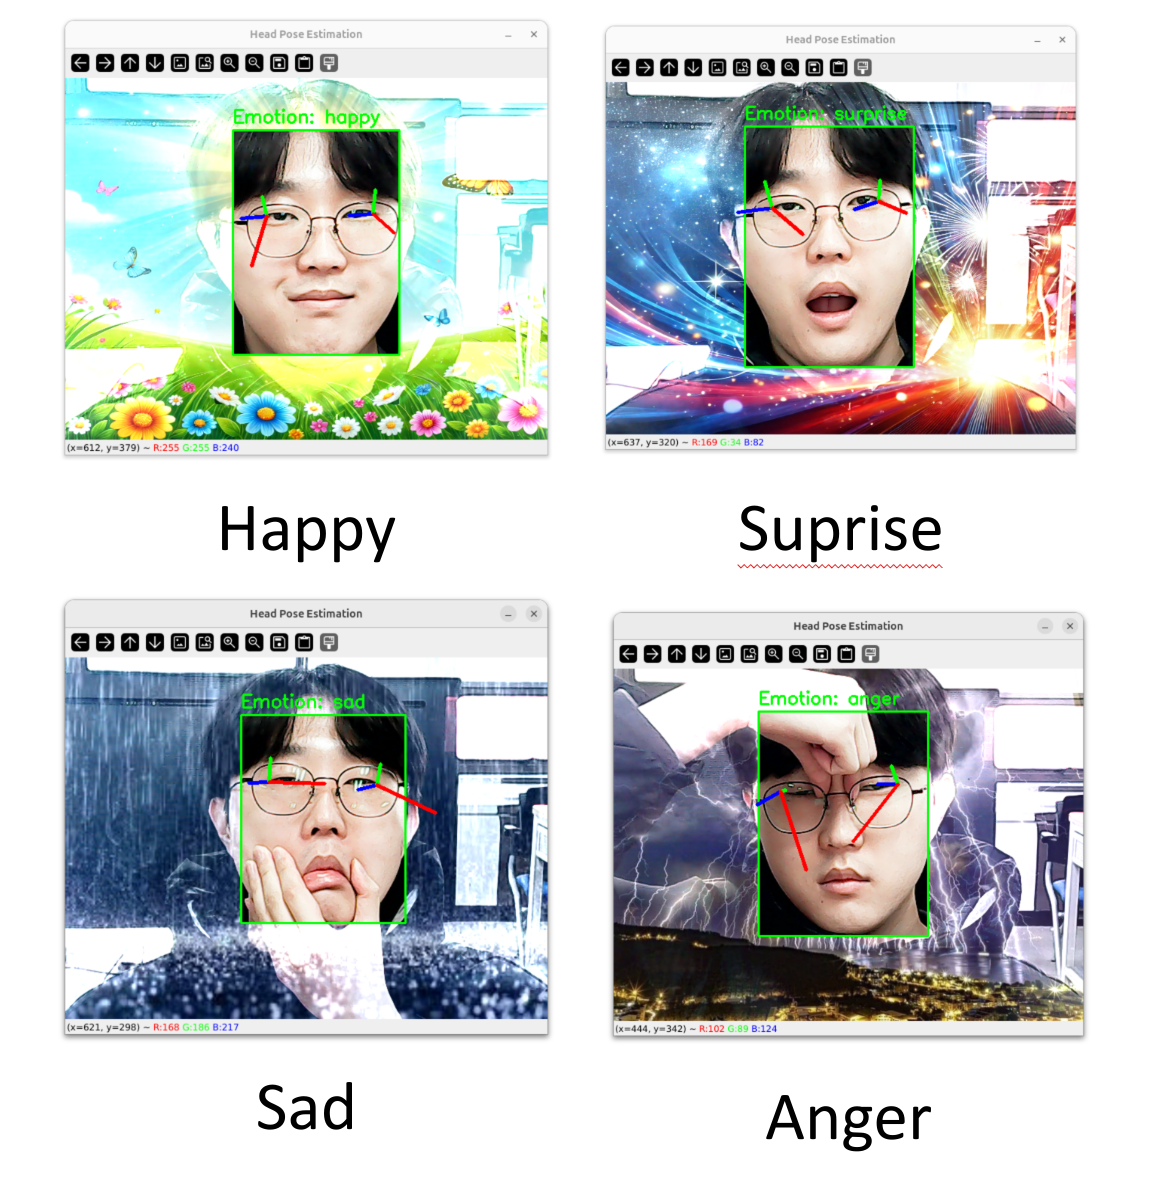 Head Pose Estimation
Emotion: happy
(x=612, y=379) ~ R:255 G:255 B:240
Happy
Head Pose Estimation
Emotion: surprise
(x=637, y=320) ~ R:169 G:34 B:82
Suprise
Head Pose Estimation
Emotion: sad
(x=621, y=298) ~ R:168 G:186 B:217
Sad
Head Pose Estimation
Emotion: anger
(x=444, y=342) ~ R:102 G:89 B:124
Anger